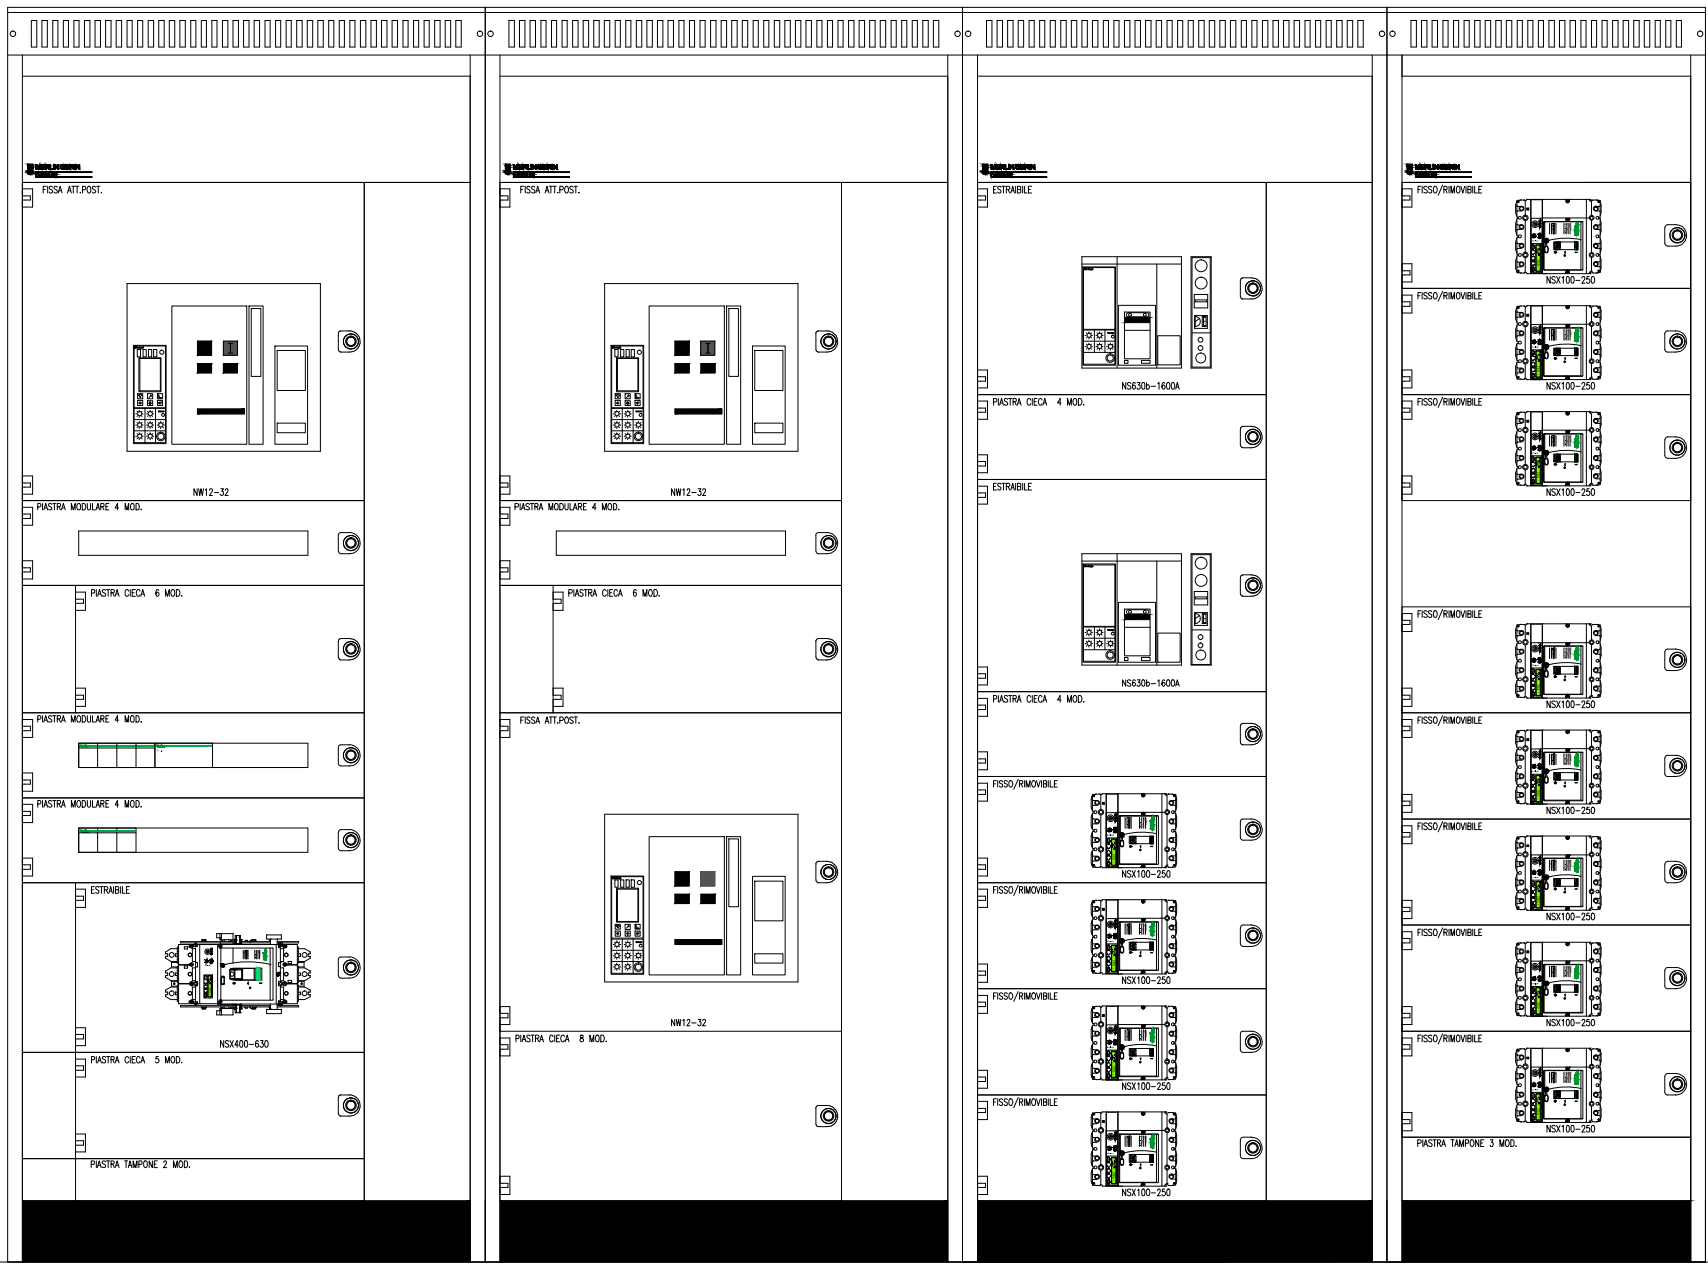 FISSA ATT.POST.
NW12-32
PIASTRA MODULARE 4 MOD.
PIASTRA CIECA 6 MOD.
PIASTRA MODULARE 4 MOD.
PIASTRA MODULARE 4 MOD.
ESTRAIBILE
NSX400-630
PIASTRA CIECA 5 MOD.
PIASTRA TAMPONE 2 MOD.
FISSA ATT.POST.
NW12-32
PIASTRA MODULARE 4 MOD.
PIASTRA CIECA 6 MOD.
FISSA ATT.POST.
NW12-32
PIASTRA CIECA 8 MOD.
ESTRAIBILE
NS630b-1600A
PIASTRA CIECA 4 MOD.
ESTRAIBILE
NS630b-1600A
PIASTRA CIECA 4 MOD.
FISSO/RIMOVIBILE
NSX100-250
FISSO/RIMOVIBILE
NSX100-250
FISSO/RIMOVIBILE
NSX100-250
FISSO/RIMOVIBILE
NSX100-250
FISSO/RIMOVIBILE
NSX100-250
FISSO/RIMOVIBILE
NSX100-250
FISSO/RIMOVIBILE
NSX100-250
FISSO/RIMOVIBILE
NSX100-250
FISSO/RIMOVIBILE
NSX100-250
FISSO/RIMOVIBILE
NSX100-250
FISSO/RIMOVIBILE
NSX100-250
FISSO/RIMOVIBILE
NSX100-250
PIASTRA TAMPONE 3 MOD.